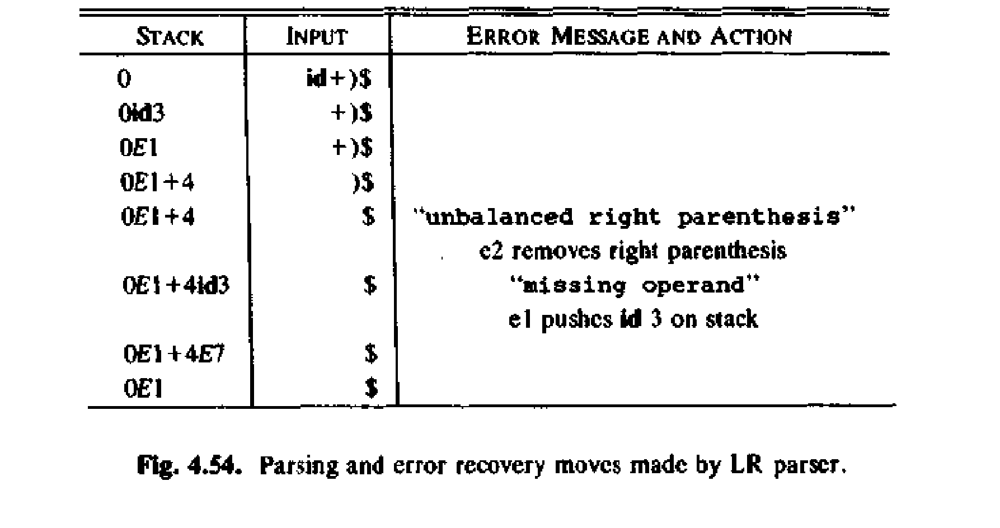 STACK INPUT ERROR MESSAGE AND ACTION
0 id+)$
0id3 +)$
0E1 +)$
0E1+4 )$
0E1+4 $ "unbalanced right parenthesis"
e2 removes right parenthesis
0E1+4id3 $ "missing operand"
e1 pushes id 3 on stack
0E1+4E7 $
0E1 $
Fig. 4.54. Parsing and error recovery moves made by LR parser.